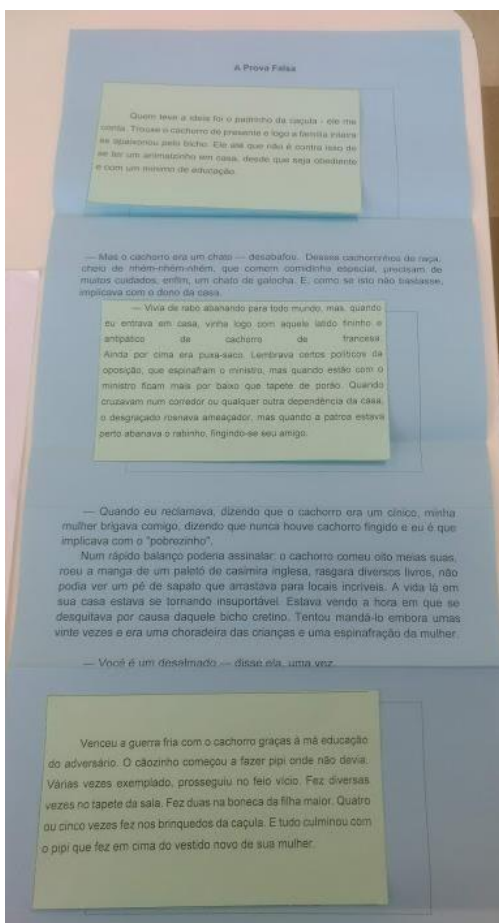 A Prova Falsa
Quem teve a ideia foi o padrinho da caçula - ele me
conta. Trouxe o cachorro de presente e logo a família inteira
se apaixonou pelo bicho. Ele até que não é contra isso de
se ter um animalzinho em casa, desde que seja obediente
e com um mínimo de educação.
— Mas o cachorro era um chato — desabafou. Desses cachorrinhos de raça,
cheio de nhém-nhém-nhém, que comem comidinha especial, precisam de
muitos cuidados, enfim, um chato de galocha. E, como se isto não bastasse,
implicava com o dono da casa.
— Vivia de rabo abanando para todo mundo, mas, quando
eu entrava em casa, vinha logo com aquele latido fininho e
antipático de cachorro de francesa.
Ainda por cima era puxa-saco. Lembrava certos políticos da
oposição, que espinafram o ministro, mas quando estão com o
ministro ficam mais por baixo que tapete de porão. Quando
cruzavam num corredor ou qualquer outra dependência da casa,
o desgraçado rosnava ameaçador, mas quando a patroa estava
perto abanava o rabinho, fingindo-se seu amigo.
— Quando eu reclamava, dizendo que o cachorro era um cínico, minha
mulher brigava comigo, dizendo que nunca houve cachorro fingido e eu é que
implicava com o "pobrezinho".
Num rápido balanço poderia assinalar: o cachorro comeu oito meias suas,
roeu a manga de um paletó de casimira inglesa, rasgara diversos livros, não
podia ver um pé de sapato que arrastava para locais incríveis. A vida lá em
sua casa estava se tornando insuportável. Estava vendo a hora em que se
desquitava por causa daquele bicho cretino. Tentou mandá-lo embora umas
vinte vezes e era uma choradeira das crianças e uma espinafração da mulher.
— Você é um desalmado — disse ela, uma vez.
Venceu a guerra fria com o cachorro graças à má educação
do adversário. O cãozinho começou a fazer pipi onde não devia.
Várias vezes exemplado, prosseguiu no feio vício. Fez diversas
vezes no tapete da sala. Fez duas na boneca da filha maior. Quatro
ou cinco vezes fez nos brinquedos da caçula. E tudo culminou com
o pipi que fez em cima do vestido novo de sua mulher.